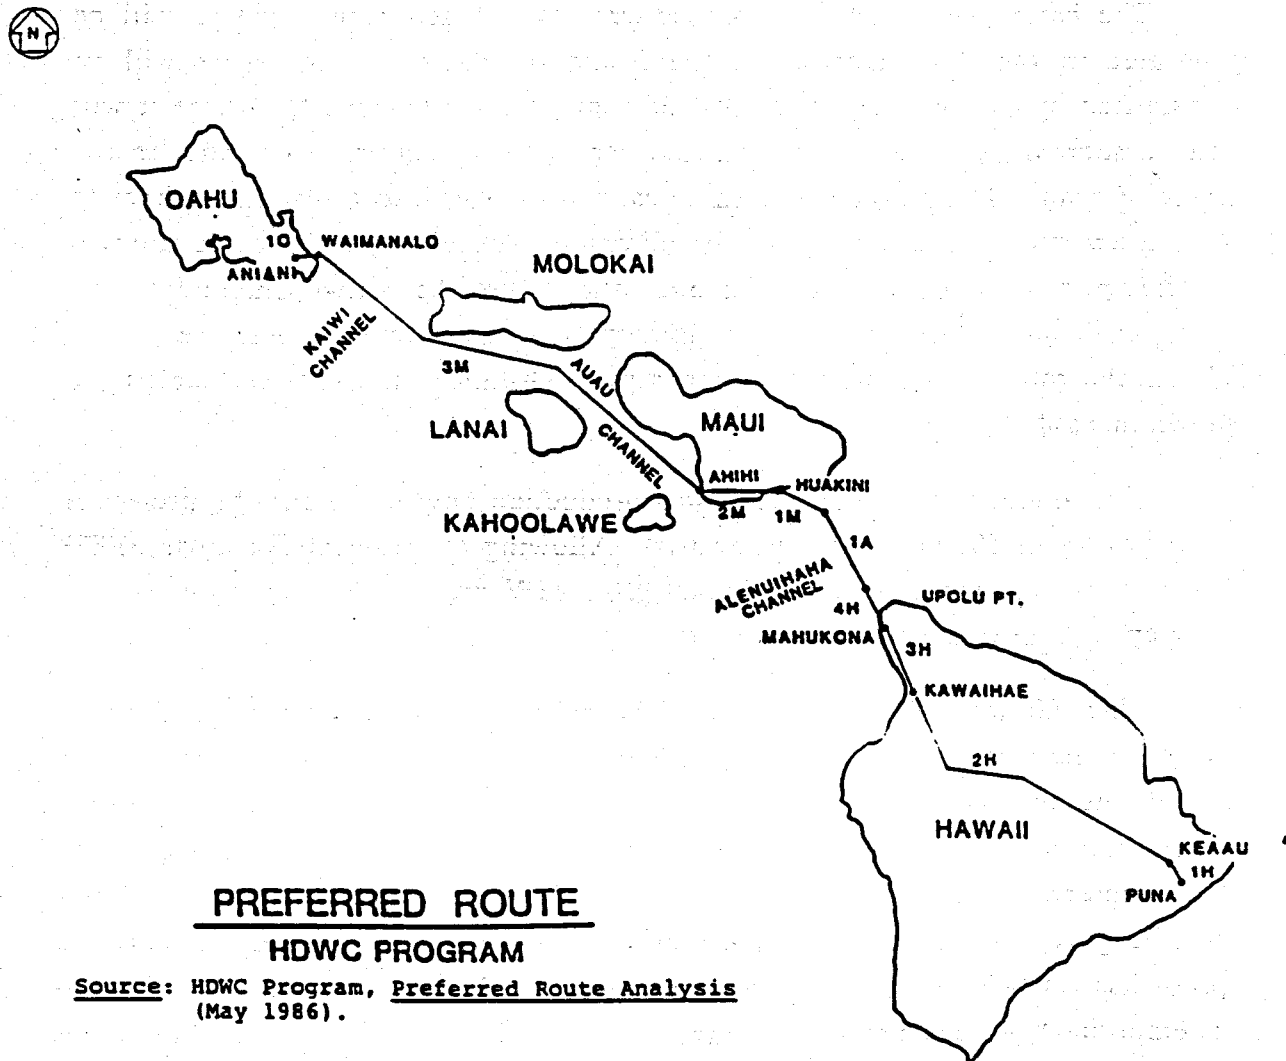 N
OAHU
10
WAIMANALO
ANIANI
MOLOKAI
KAIWI
CHANNEL
3M
AUAU
CHANNEL
LANAI
MAUI
AHIHI
HUAKINI
2M
1M
KAHOOLAWE
1A
ALENUIHAHA
CHANNEL
4H
UPOLU PT.
MAHUKONA
3H
KAWAIHAE
2H
HAWAII
KEAAU
1H
PUNA
PREFERRED ROUTE
HDWC PROGRAM
Source: HDWC Program, Preferred Route Analysis
(May 1986).